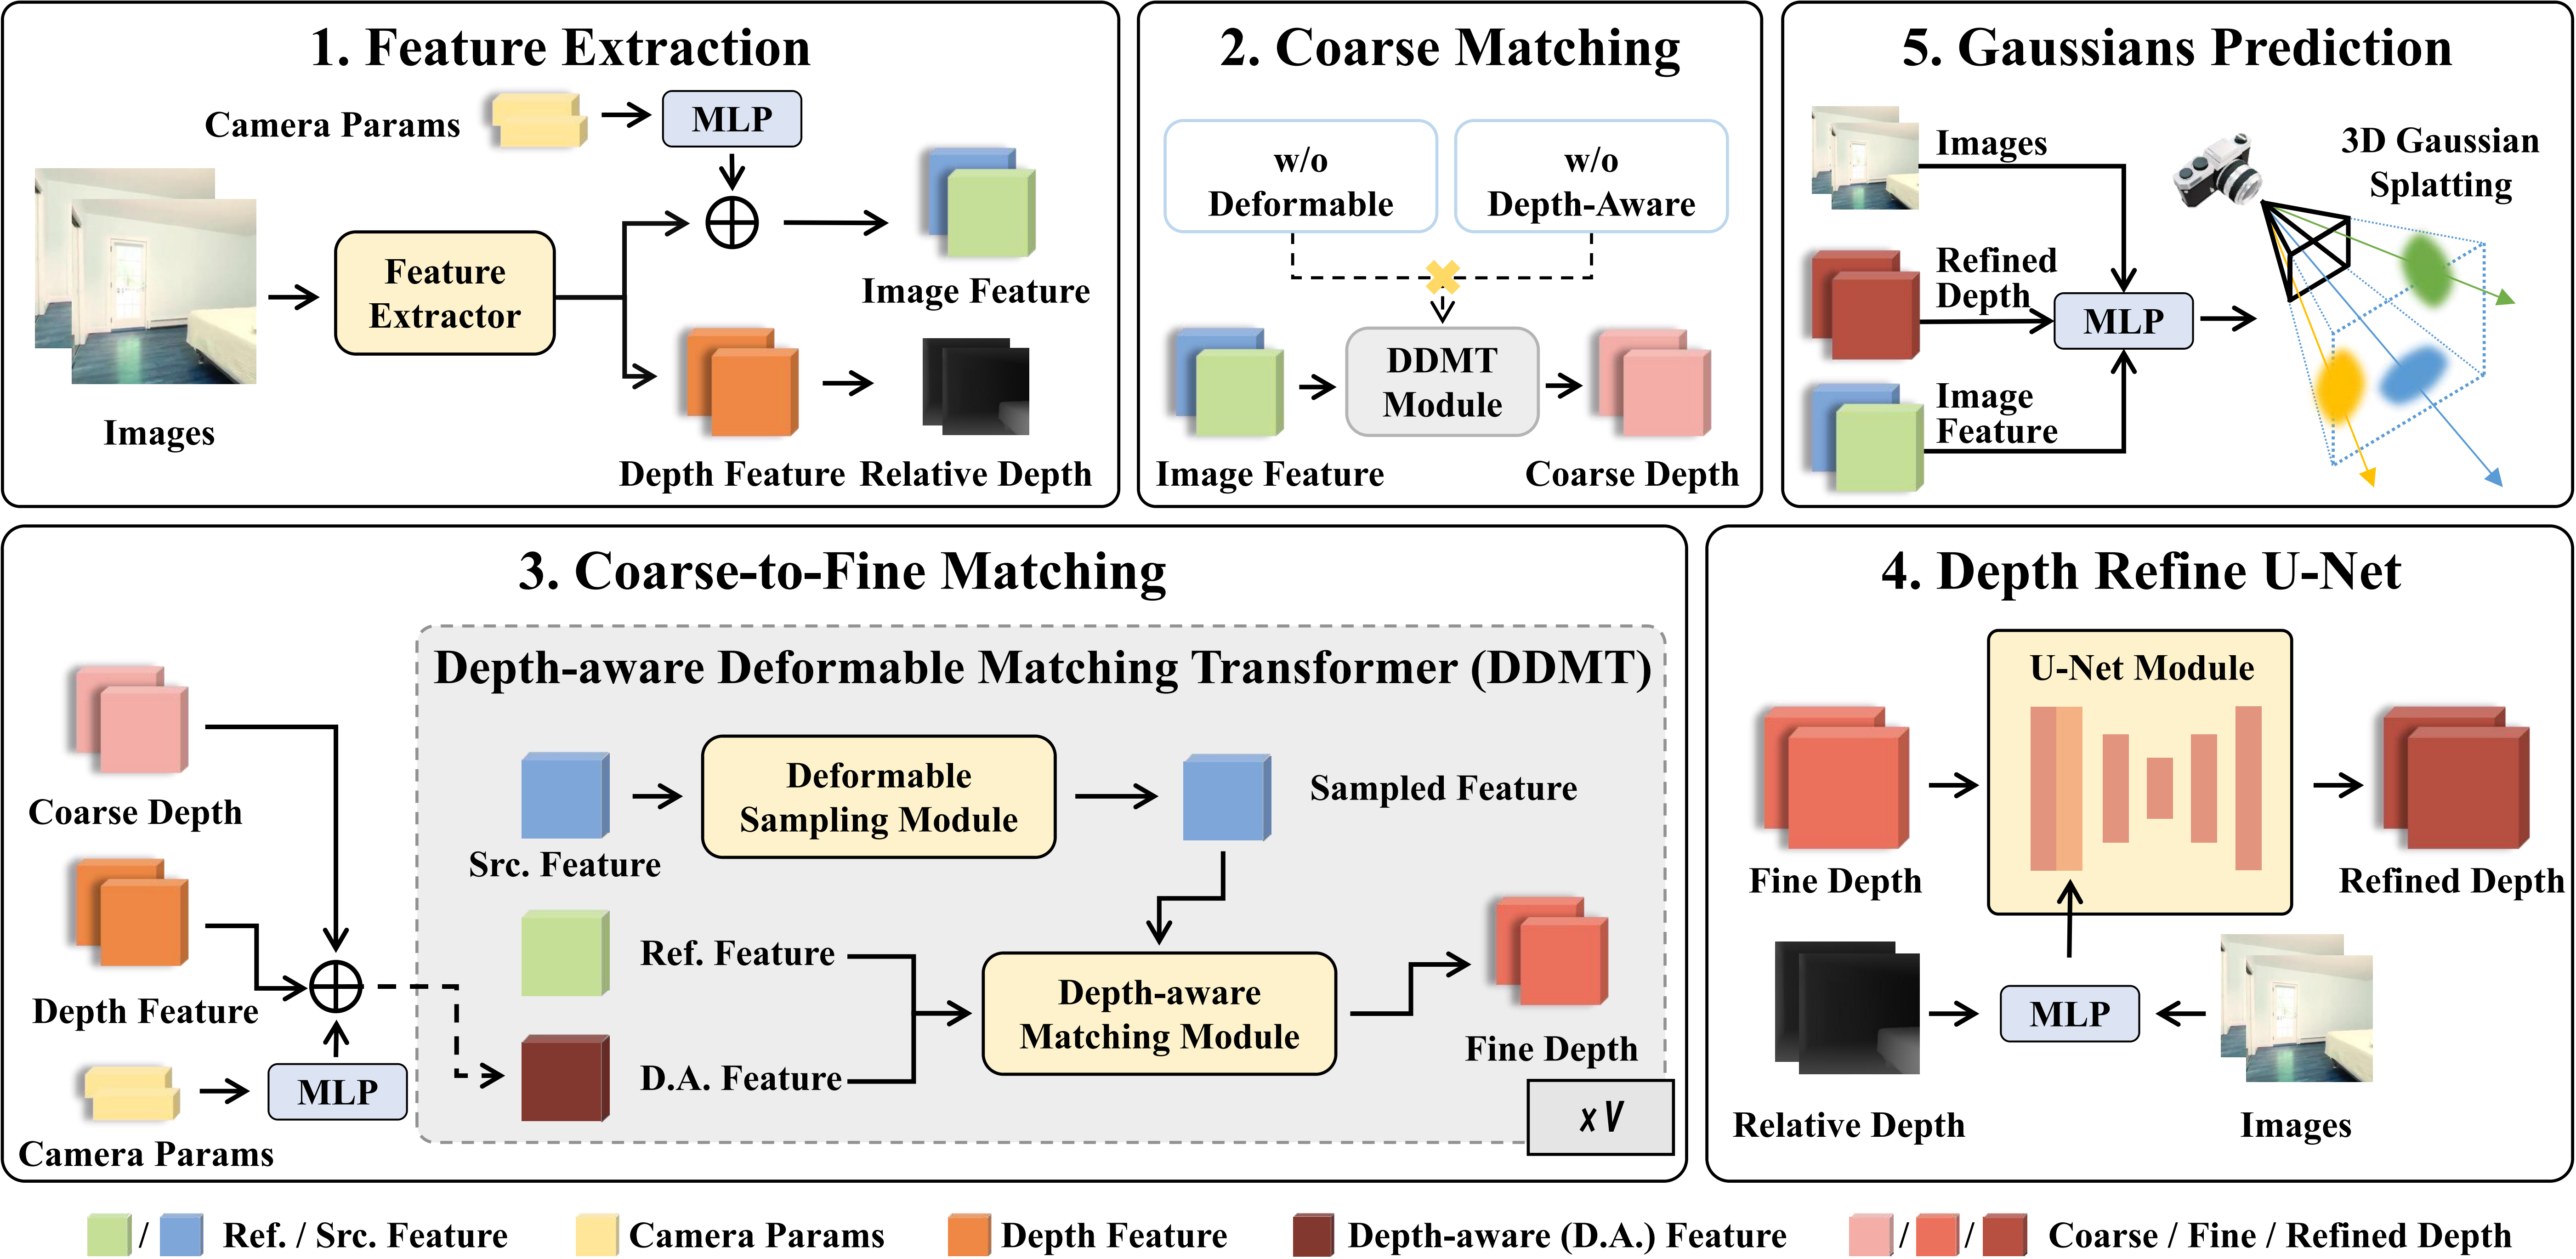 1. Feature Extraction
Camera Params
MLP
Feature
Extractor
Images
Image Feature
Depth Feature
Relative Depth
2. Coarse Matching
w/o
Deformable
w/o
Depth-Aware
DDMT
Module
Image Feature
Coarse Depth
5. Gaussians Prediction
Images
Refined
Depth
Image
Feature
MLP
3D Gaussian
Splatting
3. Coarse-to-Fine Matching
Coarse Depth
Depth Feature
Camera Params
MLP
Depth-aware Deformable Matching Transformer (DDMT)
Src. Feature
Deformable
Sampling Module
Sampled Feature
Ref. Feature
D.A. Feature
Depth-aware
Matching Module
Fine Depth
×V
4. Depth Refine U-Net
U-Net Module
Fine Depth
Refined Depth
MLP
Relative Depth
Images
/ Ref. / Src. Feature
Camera Params
Depth Feature
Depth-aware (D.A.) Feature
/ / Coarse / Fine / Refined Depth